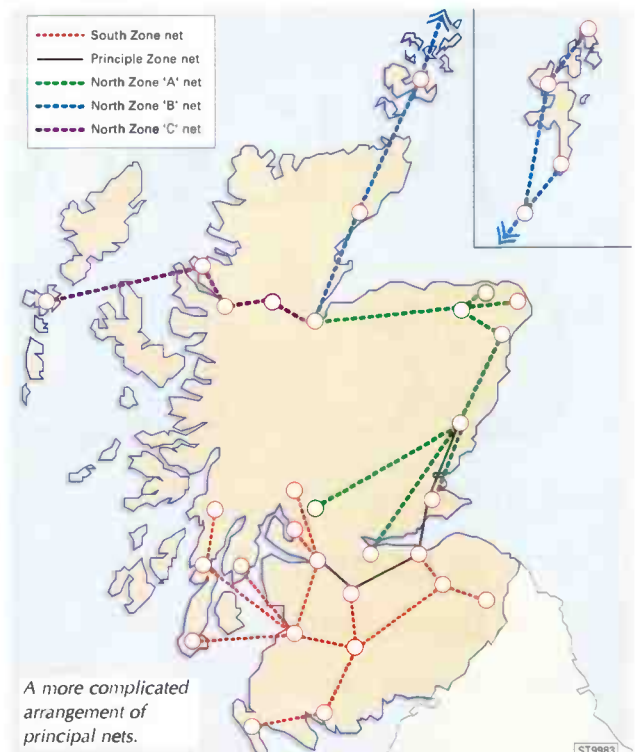 South Zone net
Principle Zone net
North Zone 'A' net
North Zone 'B' net
North Zone 'C' net
A more complicated
arrangement of
principal nets.
ST9983